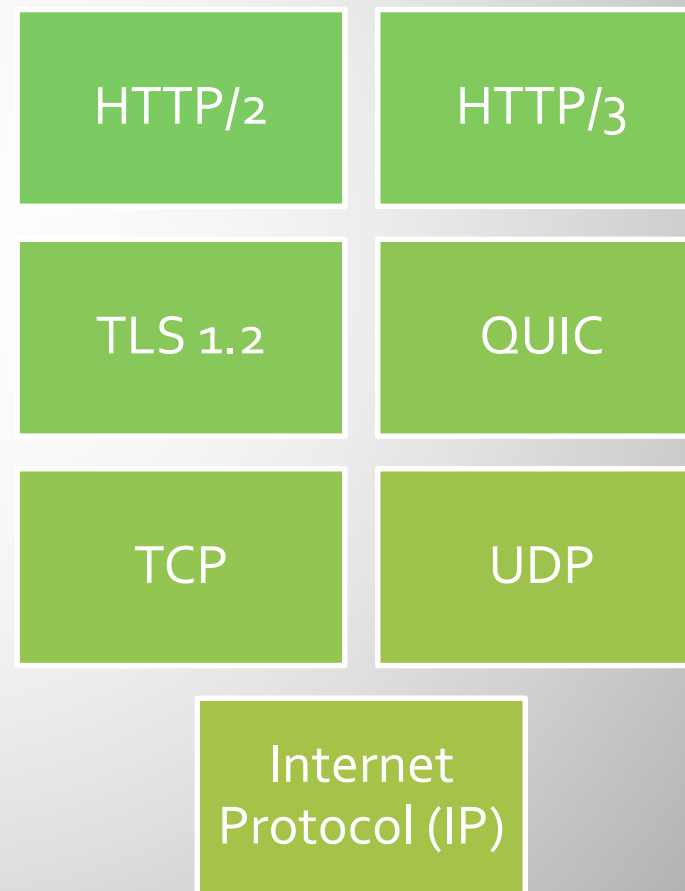 HTTP/2
HTTP/3
TLS 1.2
QUIC
TCP
UDP
Internet
Protocol (IP)